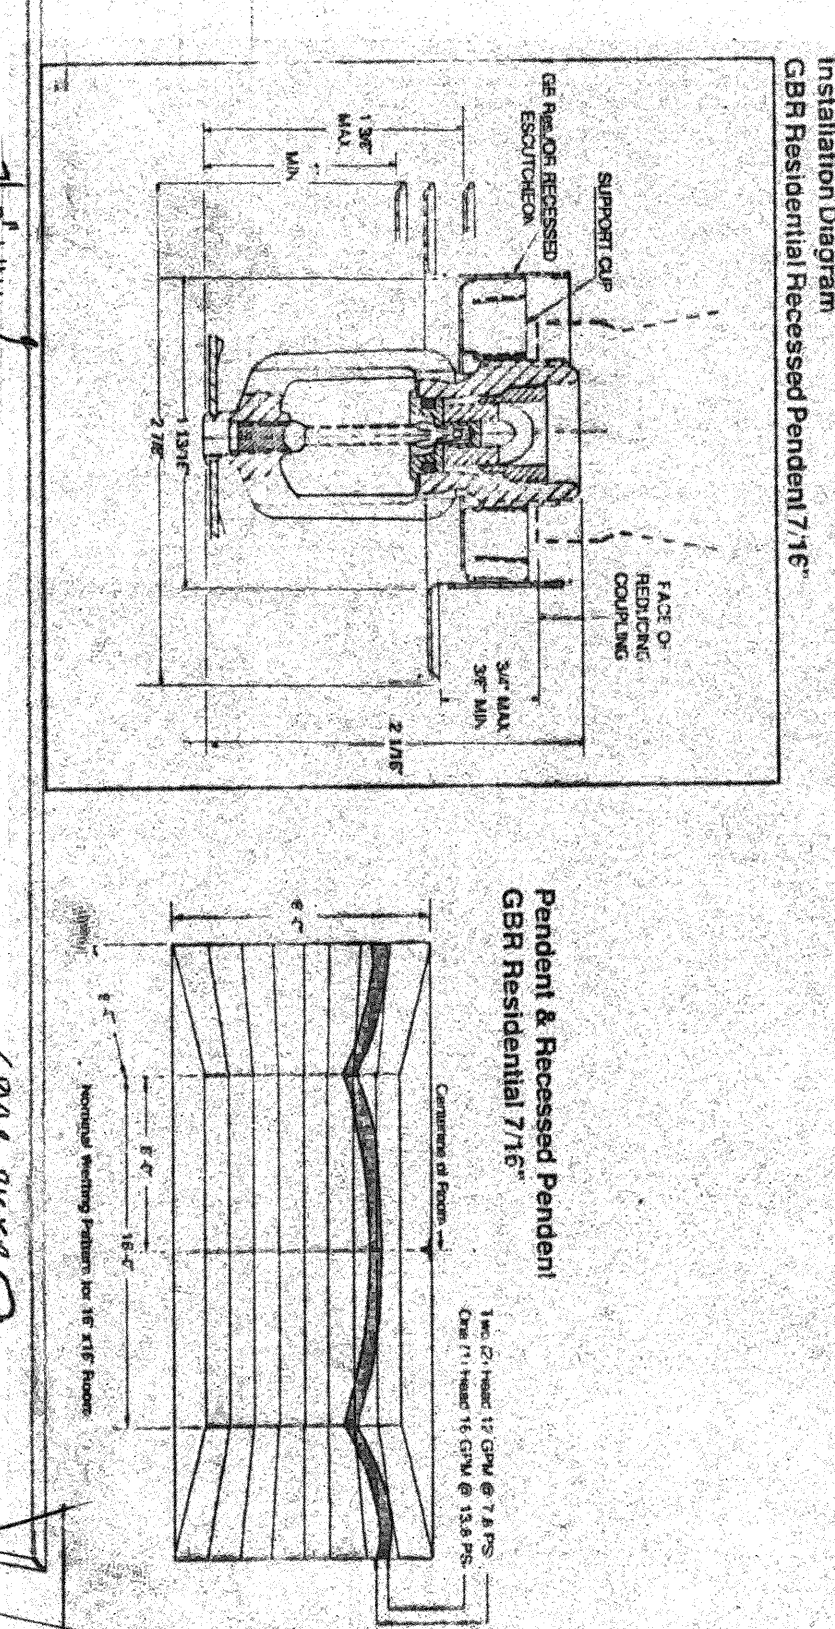 Installation Diagram
GBR Residential Recessed Pendent 7/16"
SUPPORT CUP
GB Res/QR RECESSED
ESCUTCHEON
1 3/8"
MAX.
MIN.
FACE OF
REDUCING
COUPLING
3/4" MAX
3/8" MIN.
2 1/16"
1 13/16"
2 7/8"
Pendent & Recessed Pendent
GBR Residential 7/16"
Two (2) Head 12 GPM @ 7.8 PSI
One (1) Head 16 GPM @ 13.8 PSI
Centerline of Room
8'-0"
16'-0"
Nominal Wetting Pattern for 16' x 16' Room